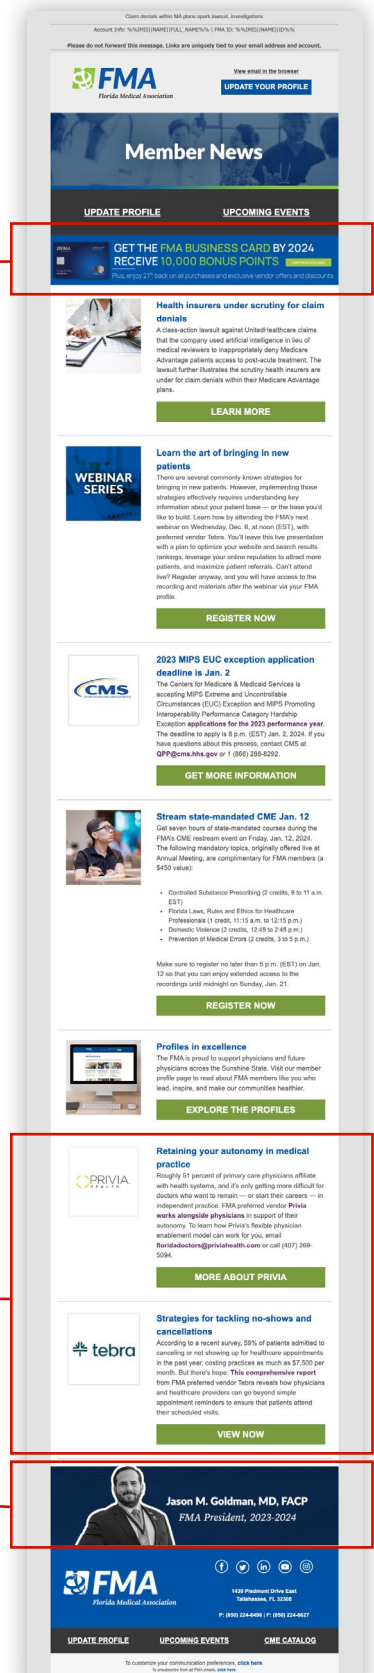 Claim denials within MA plans spark lawsuit, investigations
Account Info: %%[MIS||NAME||FULL_NAME%% | FMA ID: %%[MIS||NAME||ID%%
Please do not forward this message. Links are uniquely tied to your email address and account.
FMA
Florida Medical Association
View email in the browser
UPDATE YOUR PROFILE
Member News
UPDATE PROFILE UPCOMING EVENTS
GET THE FMA BUSINESS CARD BY 2024
RECEIVE 10,000 BONUS POINTS
Plus, enjoy 21% back on all purchases and exclusive vendor offers and discounts
Health insurers under scrutiny for claim
denials
A class-action lawsuit against UnitedHealthcare claims
that the company used artificial intelligence in lieu of
medical reviewers to inappropriately deny Medicare
Advantage patients access to post-acute treatment. The
lawsuit further illustrates the scrutiny health insurers are
under for claim denials within their Medicare Advantage
plans.
LEARN MORE
WEBINAR
SERIES
Learn the art of bringing in new
patients
There are several commonly known strategies for
bringing in new patients. However, implementing those
strategies effectively requires understanding key
information about your patient base — or the base you'd
like to build. Learn how by attending the FMA's next
webinar on Wednesday, Dec. 6, at noon (EST), with
preferred vendor Tebra. You'll leave this live presentation
with a plan to optimize your website and search results
rankings, leverage your online reputation to attract more
patients, and maximize patient referrals. Can't attend
live? Register anyway, and you will have access to the
recording and materials after the webinar via your FMA
profile.
REGISTER NOW
CMS
2023 MIPS EUC exception application
deadline is Jan. 2
The Centers for Medicare & Medicaid Services is
accepting MIPS Extreme and Uncontrollable
Circumstances (EUC) Exception and MIPS Promoting
Interoperability Performance Category Hardship
Exception applications for the 2023 performance year.
The deadline to apply is 8 p.m. (EST) Jan. 2, 2024. If you
have questions about this process, contact CMS at
QPP@cms.hhs.gov or 1 (866) 288-8292.
GET MORE INFORMATION
Stream state-mandated CME Jan. 12
Get seven hours of state-mandated courses during the
FMA's CME restream event on Friday, Jan. 12, 2024.
The following mandatory topics, originally offered live at
Annual Meeting, are complimentary for FMA members (a
$450 value):
• Controlled Substance Prescribing (2 credits, 9 to 11 a.m.
EST)
• Florida Laws, Rules and Ethics for Healthcare
Professionals (1 credit, 11:15 a.m. to 12:15 p.m.)
• Domestic Violence (2 credits, 12:45 to 2:45 p.m.)
• Prevention of Medical Errors (2 credits, 3 to 5 p.m.)
Make sure to register no later than 5 p.m. (EST) on Jan.
12 so that you can enjoy extended access to the
recordings until midnight on Sunday, Jan. 21.
REGISTER NOW
Profiles in excellence
The FMA is proud to support physicians and future
physicians across the Sunshine State. Visit our member
profile page to read about FMA members like you who
lead, inspire, and make our communities healthier.
EXPLORE THE PROFILES
PRIVIA
HEALTH
Retaining your autonomy in medical
practice
Roughly 51 percent of primary care physicians affiliate
with health systems, and it's only getting more difficult for
doctors who want to remain — or start their careers — in
independent practice. FMA preferred vendor Privia
works alongside physicians in support of their
autonomy. To learn how Privia's flexible physician
enablement model can work for you, email
floridadoctors@priviahealth.com or call (407) 269-
5094.
MORE ABOUT PRIVIA
tebra
Strategies for tackling no-shows and
cancellations
According to a recent survey, 59% of patients admitted to
canceling or not showing up for healthcare appointments
in the past year, costing practices as much as $7,500 per
month. But there's hope. This comprehensive report
from FMA preferred vendor Tebra reveals how physicians
and healthcare providers can go beyond simple
appointment reminders to ensure that patients attend
their scheduled visits.
VIEW NOW
Jason M. Goldman, MD, FACP
FMA President, 2023-2024
FMA
Florida Medical Association
1430 Piedmont Drive East
Tallahassee, FL 32308
P: (850) 224-6496 | F: (850) 224-6627
UPDATE PROFILE UPCOMING EVENTS CME CATALOG
To customize your communication preferences, click here.
To unsubscribe from all FMA emails, click here.